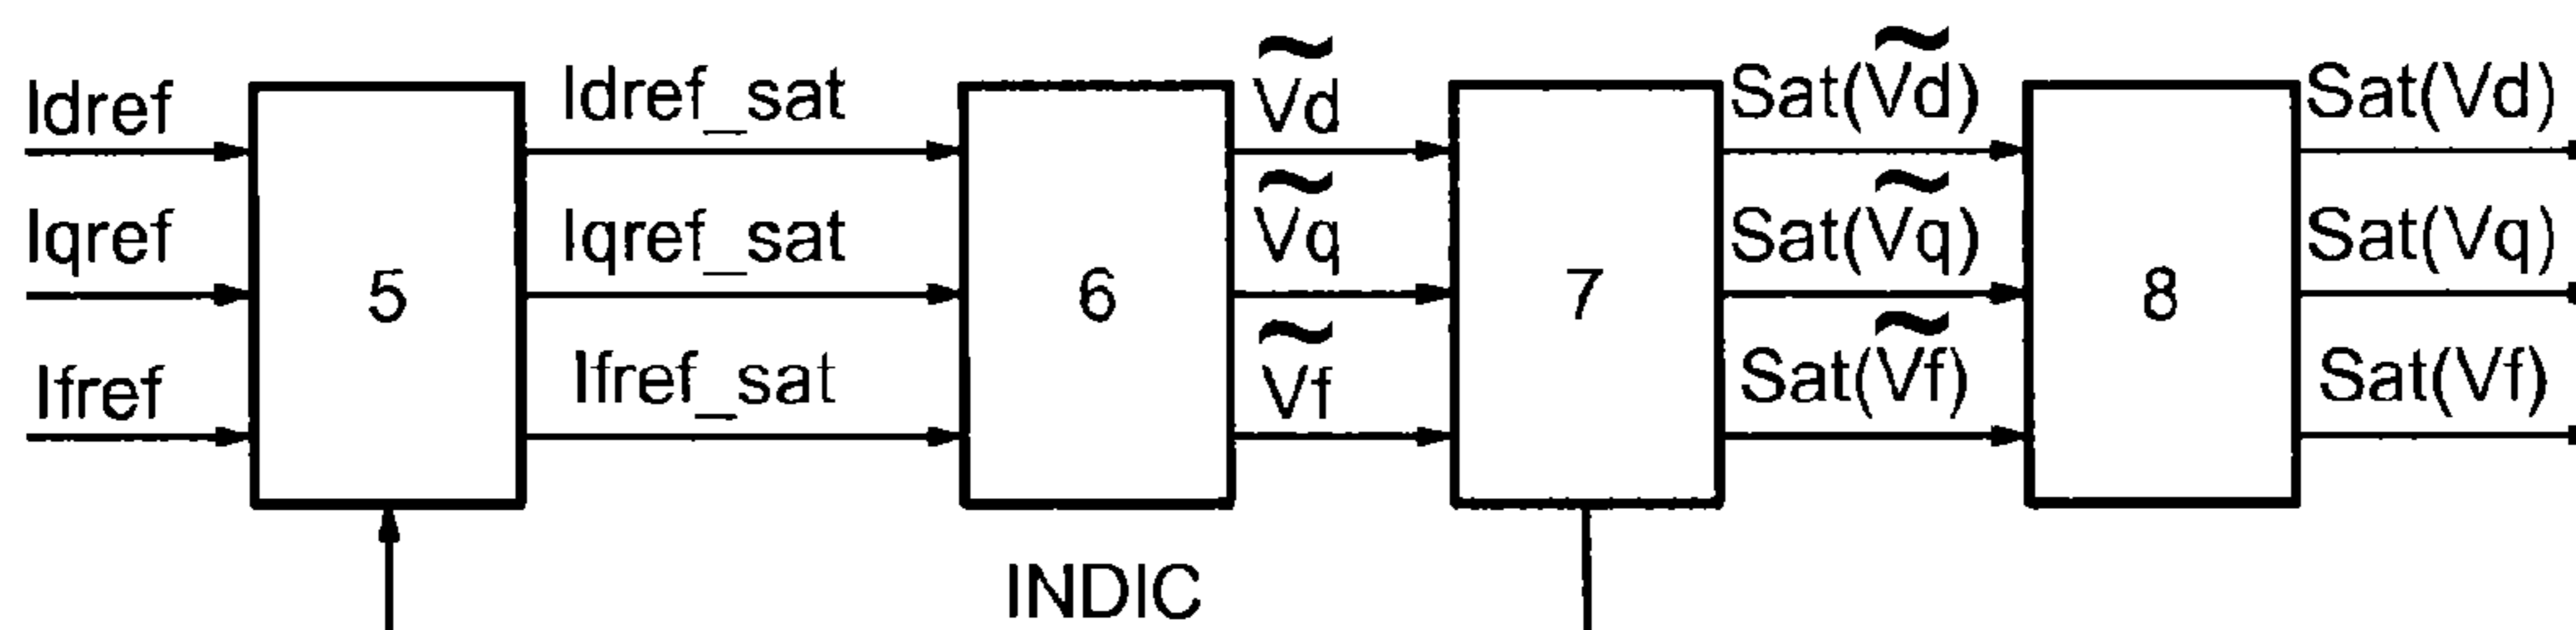 Idref Idref_sat Ṽd Sat(Ṽd) Sat(Vd)
Iqref Iqref_sat Ṽq Sat(Ṽq) Sat(Vq)
5 6 7 8
Ifref Ifref_sat Ṽf Sat(Ṽf) Sat(Vf)
INDIC